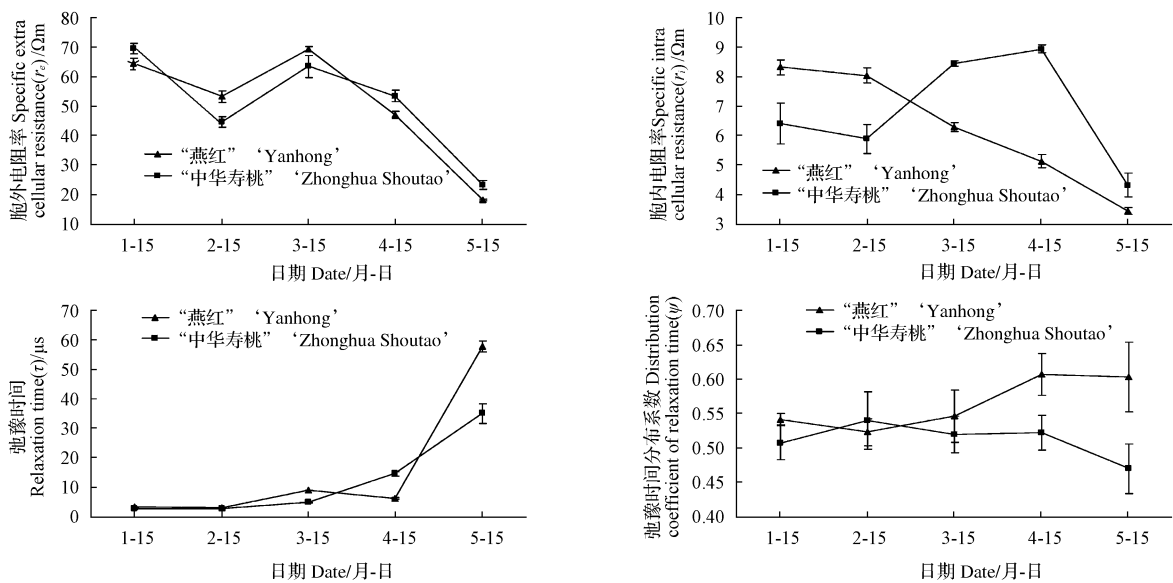 胞外电阻率 Specific extra
cellular resistance(re)/Ωm
80
70
60
50
40
30
20
10
“燕红” ‘Yanhong’
“中华寿桃” ‘Zhonghua Shoutao’
1-15 2-15 3-15 4-15 5-15
日期 Date/月-日
胞内电阻率Specific intra
cellular resistance(ri)/Ωm
10
9
8
7
6
5
4
3
“燕红” ‘Yanhong’
“中华寿桃” ‘Zhonghua Shoutao’
1-15 2-15 3-15 4-15 5-15
日期 Date/月-日
弛豫时间
Relaxation time(τ)/μs
70
60
50
40
30
20
10
0
“燕红” ‘Yanhong’
“中华寿桃” ‘Zhonghua Shoutao’
1-15 2-15 3-15 4-15 5-15
日期 Date/月-日
弛豫时间分布系数 Distribution
coefficient of relaxation time(ψ)
0.70
0.65
0.60
0.55
0.50
0.45
0.40
“燕红” ‘Yanhong’
“中华寿桃” ‘Zhonghua Shoutao’
1-15 2-15 3-15 4-15 5-15
日期 Date/月-日